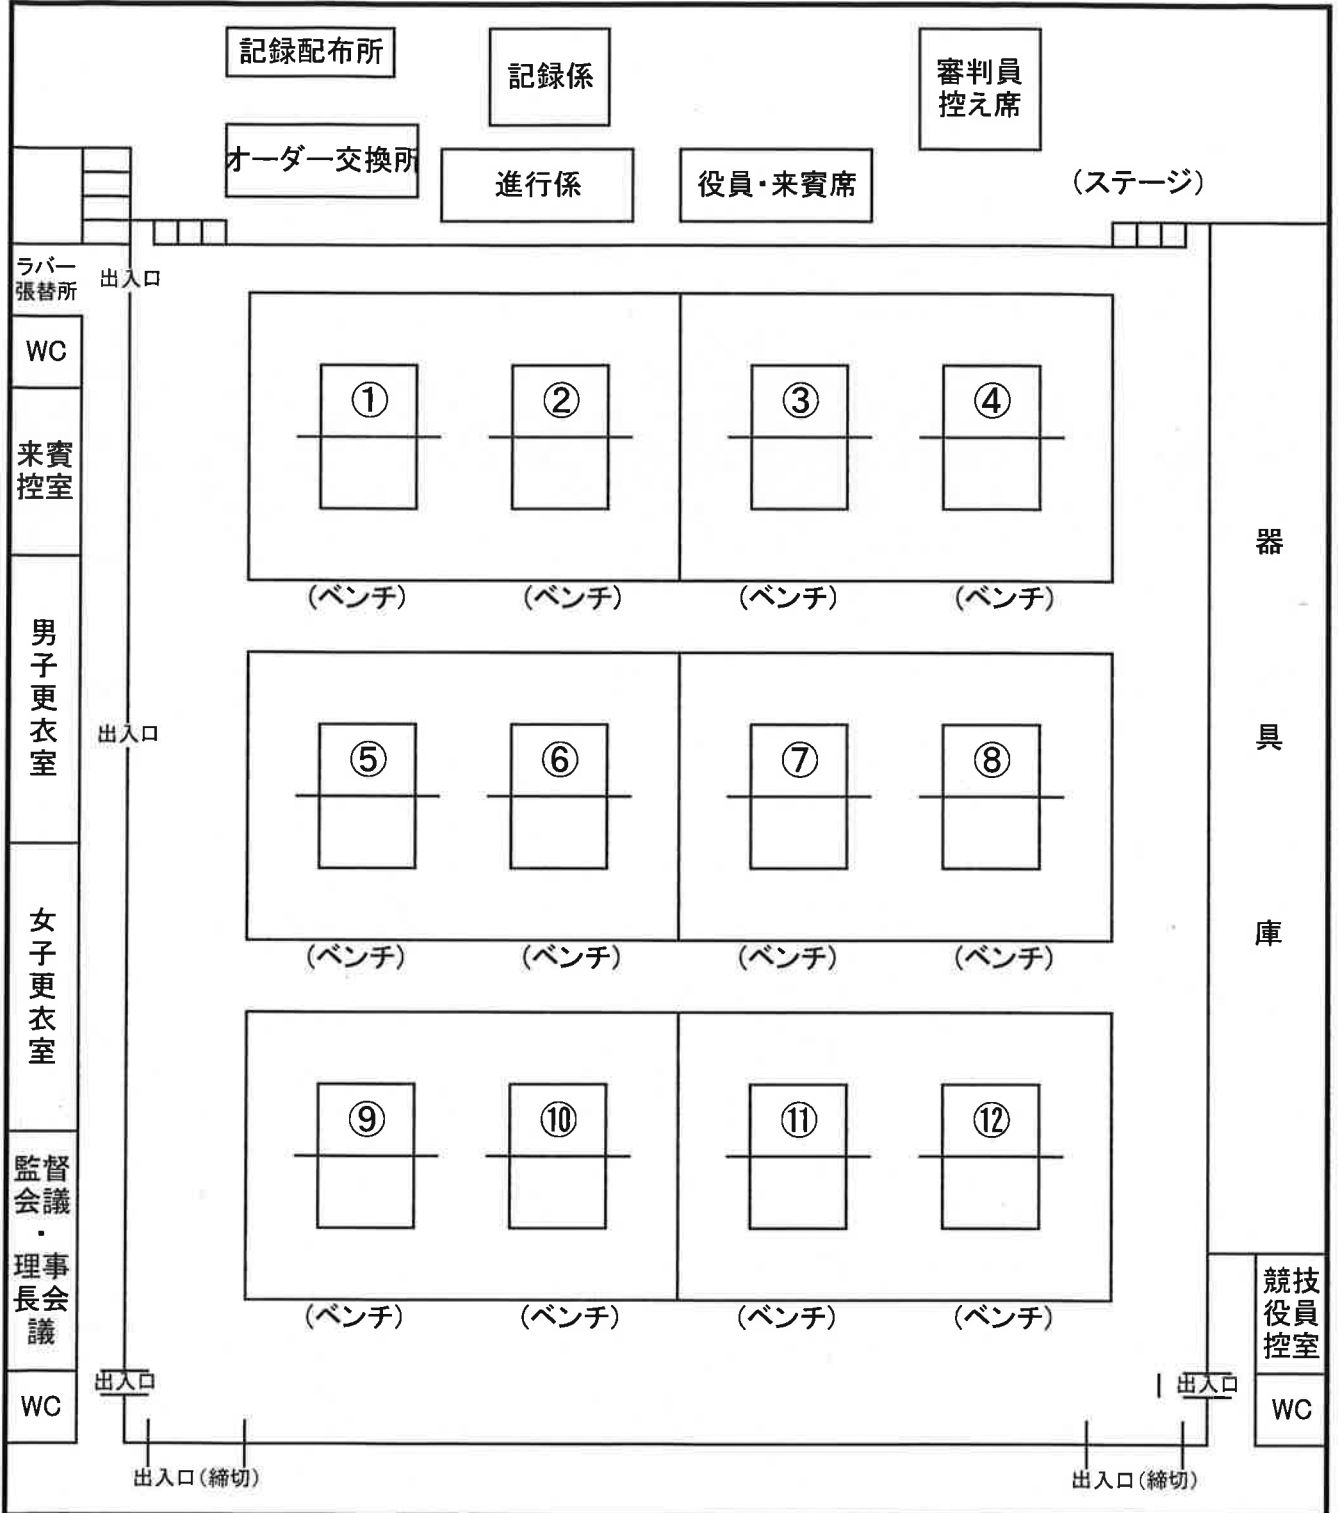 記録配布所
記録係
審判員
控え席
オーダー交換所
進行係
役員・来賓席
(ステージ)
ラバー
張替所
出入口
WC
① ② ③ ④
来賓
控室
器具庫
(ベンチ) (ベンチ) (ベンチ) (ベンチ)
男子更衣室
出入口
⑤ ⑥ ⑦ ⑧
女子更衣室
(ベンチ) (ベンチ) (ベンチ) (ベンチ)
⑨ ⑩ ⑪ ⑫
監督
会議
・
理事
長会
議
(ベンチ) (ベンチ) (ベンチ) (ベンチ)
競技
役員
控室
出入口
出入口
WC
WC
出入口(締切)
出入口(締切)